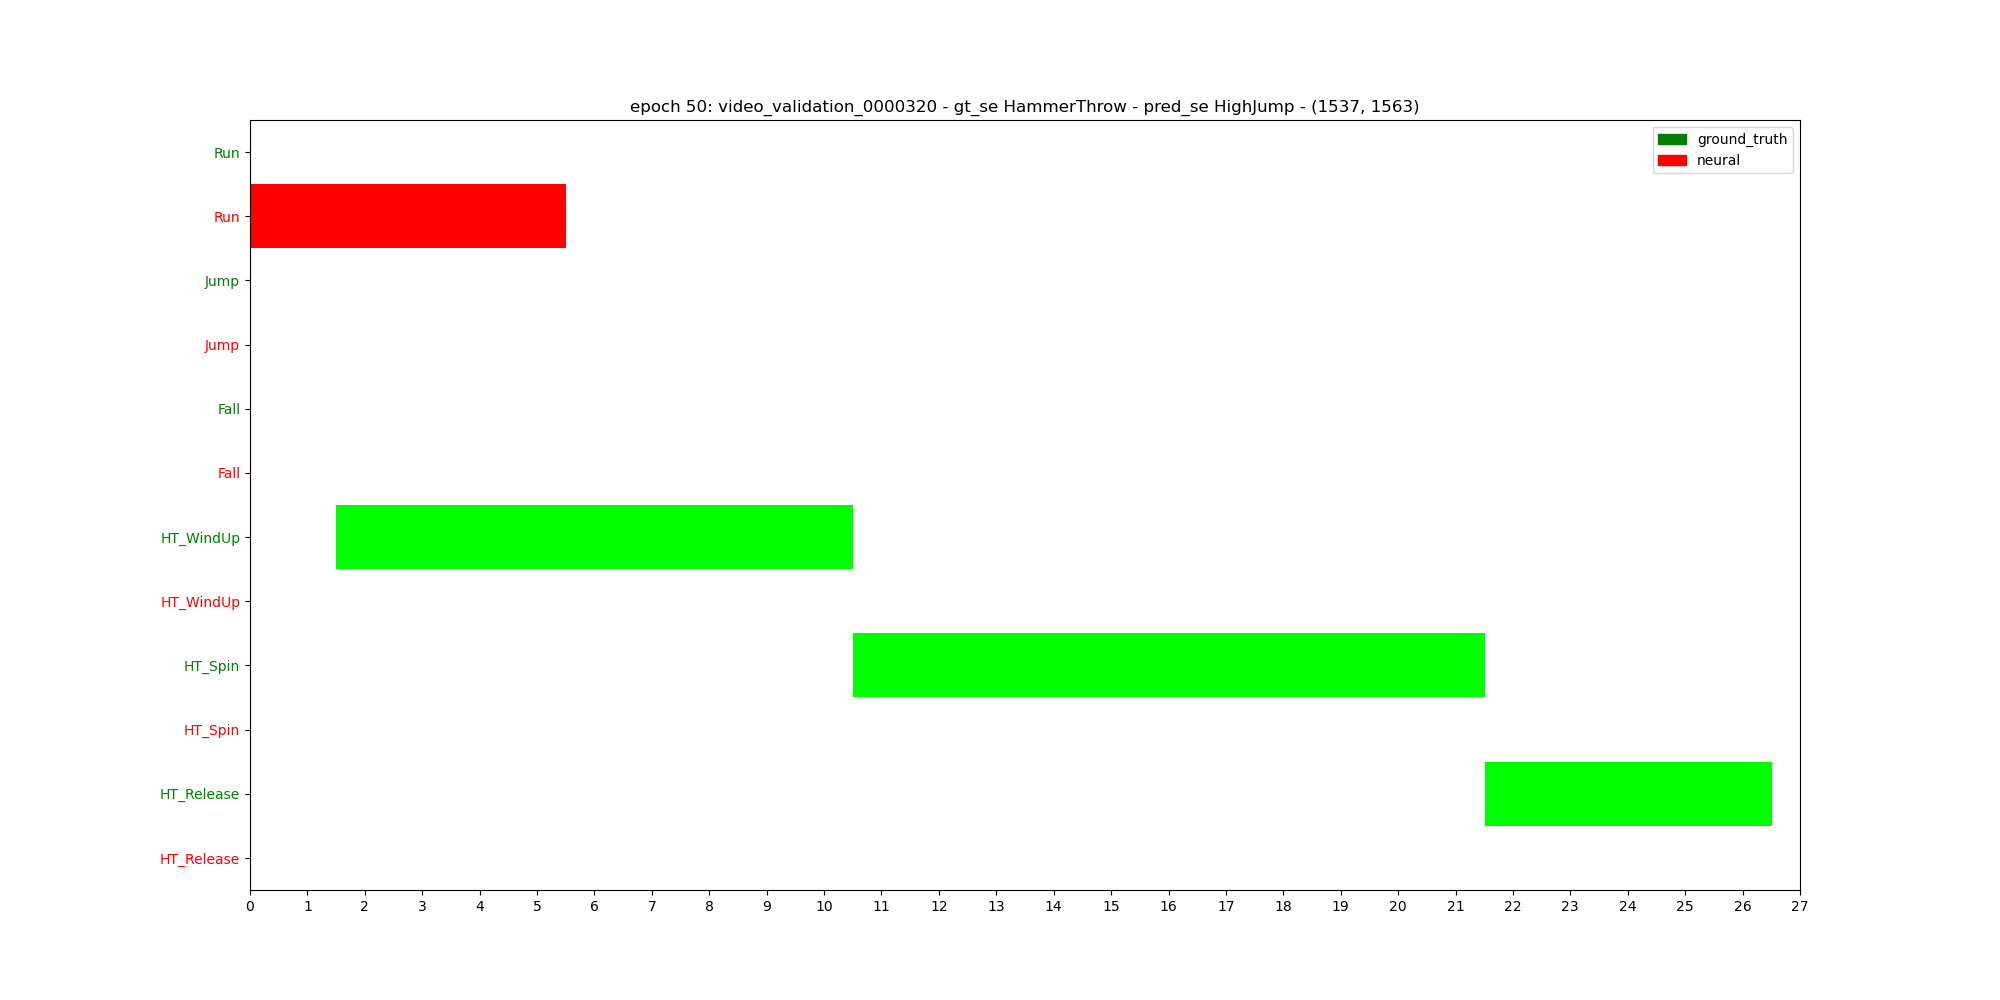 epoch 50: video_validation_0000320 - gt_se HammerThrow - pred_se HighJump - (1537, 1563)
ground_truth
neural
Run
Run
Jump
Jump
Fall
Fall
HT_WindUp
HT_WindUp
HT_Spin
HT_Spin
HT_Release
HT_Release
0 1 2 3 4 5 6 7 8 9 10 11 12 13 14 15 16 17 18 19 20 21 22 23 24 25 26 27